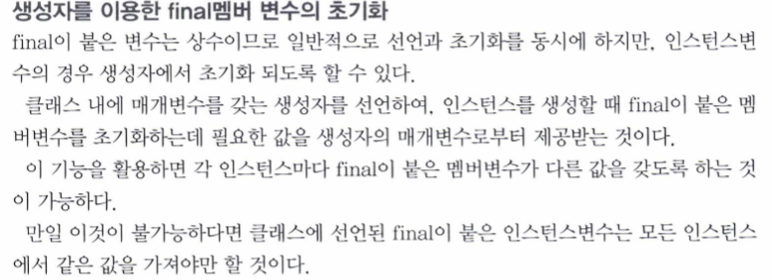 생성자를 이용한 final멤버 변수의 초기화
final이 붙은 변수는 상수이므로 일반적으로 선언과 초기화를 동시에 하지만, 인스턴스변
수의 경우 생성자에서 초기화 되도록 할 수 있다.
클래스 내에 매개변수를 갖는 생성자를 선언하여, 인스턴스를 생성할 때 final이 붙은 멤
버변수를 초기화하는데 필요한 값을 생성자의 매개변수로부터 제공받는 것이다.
이 기능을 활용하면 각 인스턴스마다 final이 붙은 멤버변수가 다른 값을 갖도록 하는 것
이 가능하다.
만일 이것이 불가능하다면 클래스에 선언된 final이 붙은 인스턴스변수는 모든 인스턴스
에서 같은 값을 가져야만 할 것이다.